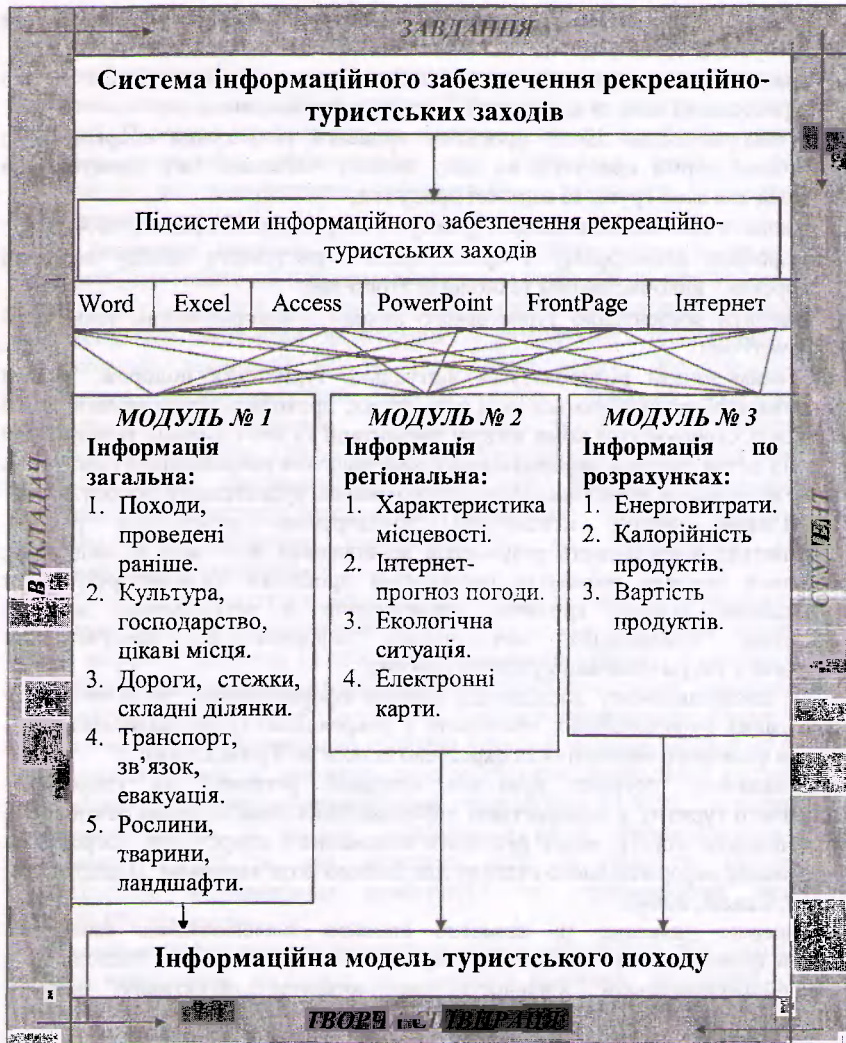 ЗАВДАННЯ
Система інформаційного забезпечення рекреаційно-
туристських заходів
Підсистеми інформаційного забезпечення рекреаційно-
туристських заходів
Word Excel Access PowerPoint FrontPage Інтернет
МОДУЛЬ № 1
Інформація
загальна:
1. Походи,
проведені
раніше.
2. Культура,
господарство,
цікаві місця.
3. Дороги, стежки,
складні ділянки.
4. Транспорт,
зв’язок,
евакуація.
5. Рослини,
тварини,
ландшафти.
МОДУЛЬ № 2
Інформація
регіональна:
1. Характеристика
місцевості.
2. Інтернет-
прогноз погоди.
3. Екологічна
ситуація.
4. Електронні
карти.
МОДУЛЬ № 3
Інформація по
розрахунках:
1. Енерговитрати.
2. Калорійність
продуктів.
3. Вартість
продуктів.
ВИКЛАДАЧ
СТУДЕНТ
Інформаційна модель туристського походу